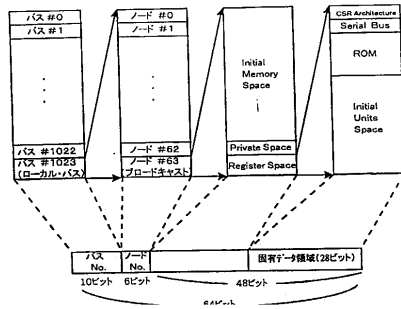 バス #0
バス #1
バス #1022
バス #1023
(ローカル・バス)
ノード #0
ノード #1
ノード #62
ノード #63
ブロードキャスト
Initial
Memory
Space
Private Space
Register Space
CSR Architecture
Serial Bus
ROM
Initial
Units
Space
バス
No.
ノード
No.
固有データ領域(28ビット)
10ビット
6ビット
48ビット
64ビット